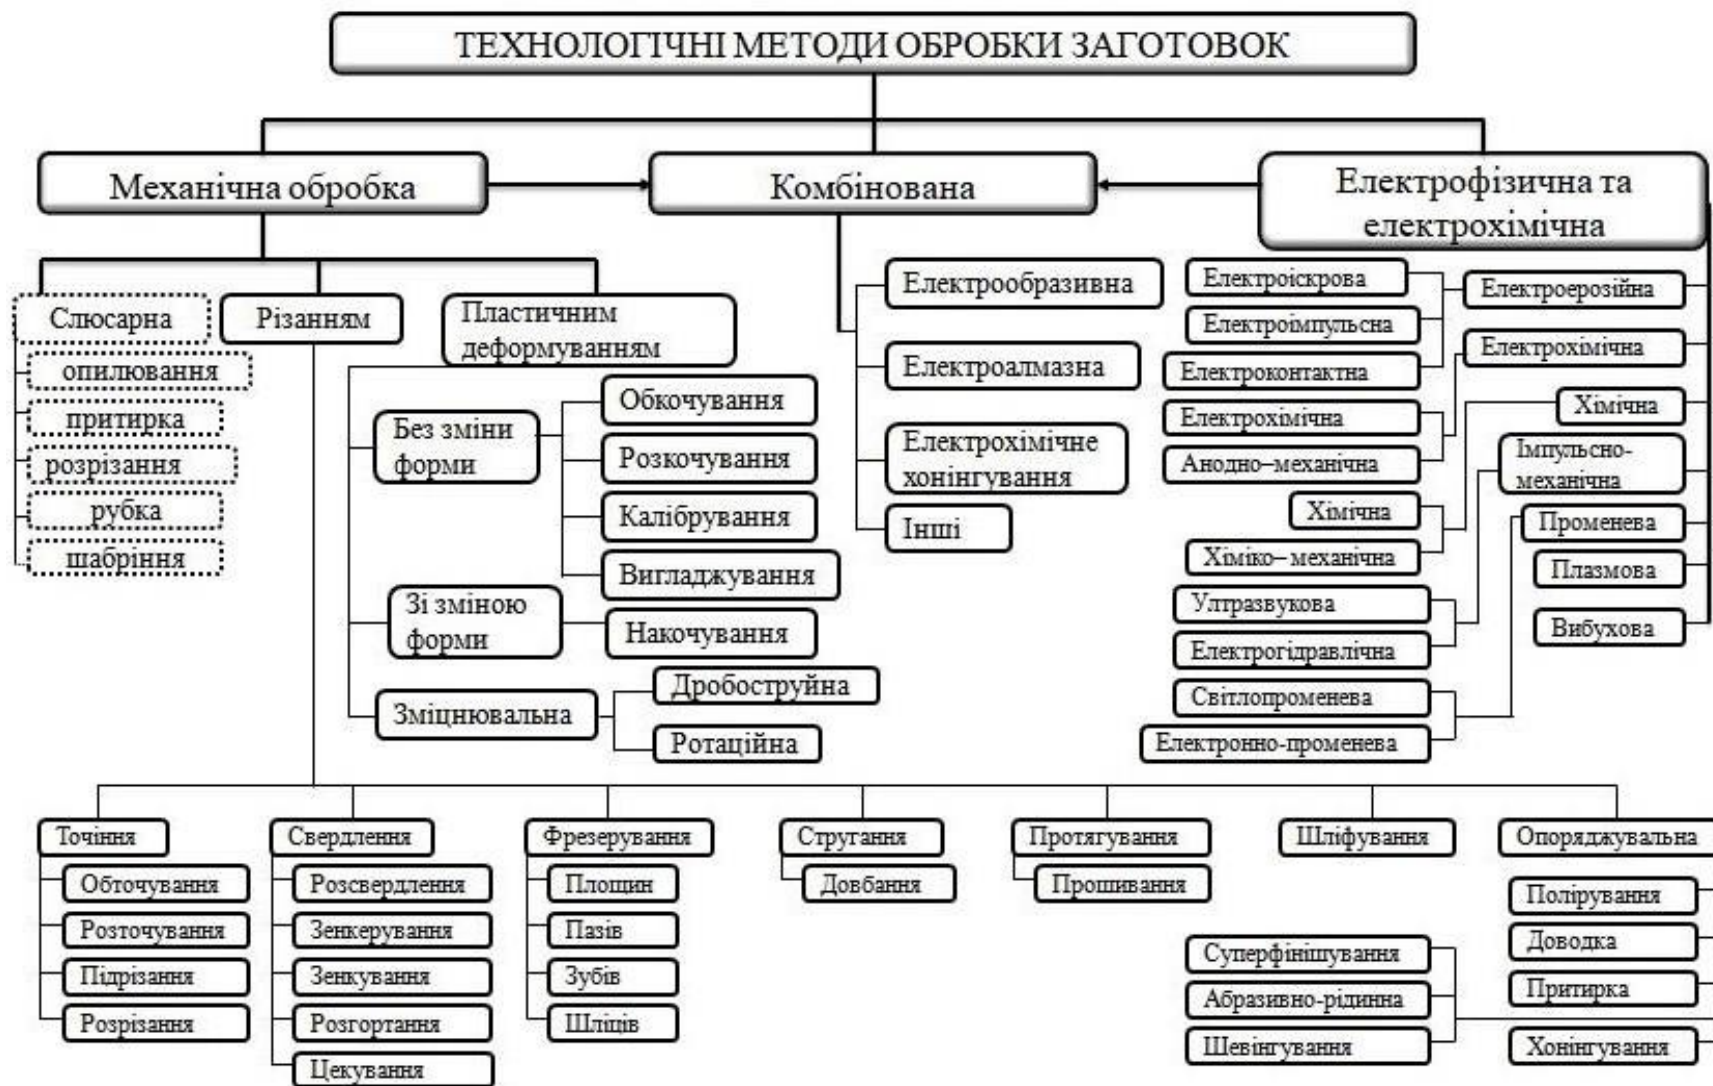 ТЕХНОЛОГІЧНІ МЕТОДИ ОБРОБКИ ЗАГОТОВОК
Механічна обробка
Комбінована
Електрофізична та
електрохімічна
Слюсарна
опилювання
притирка
розрізання
рубка
шабріння
Різанням
Пластичним
деформуванням
Без зміни
форми
Обкочування
Розкочування
Калібрування
Вигладжування
Зі зміною
форми
Накочування
Зміцнювальна
Дробоструйна
Ротаційна
Електрообразивна
Електроалмазна
Електрохімічне
хонінгування
Інші
Електроіскрова
Електроімпульсна
Електроконтактна
Електрохімічна
Анодно–механічна
Хімічна
Хіміко– механічна
Ултразвукова
Електрогідравлічна
Світлопроменева
Електронно-променева
Електроерозійна
Електрохімічна
Хімічна
Імпульсно-
механічна
Променева
Плазмова
Вибухова
Точіння
Обточування
Розточування
Підрізання
Розрізання
Свердлення
Розсвердлення
Зенкерування
Зенкування
Розгортання
Цекування
Фрезерування
Площин
Пазів
Зубів
Шліців
Стругання
Довбання
Протягування
Прошивання
Шліфування
Опоряджувальна
Полірування
Доводка
Притирка
Хонінгування
Суперфінішування
Абразивно-рідинна
Шевінгування